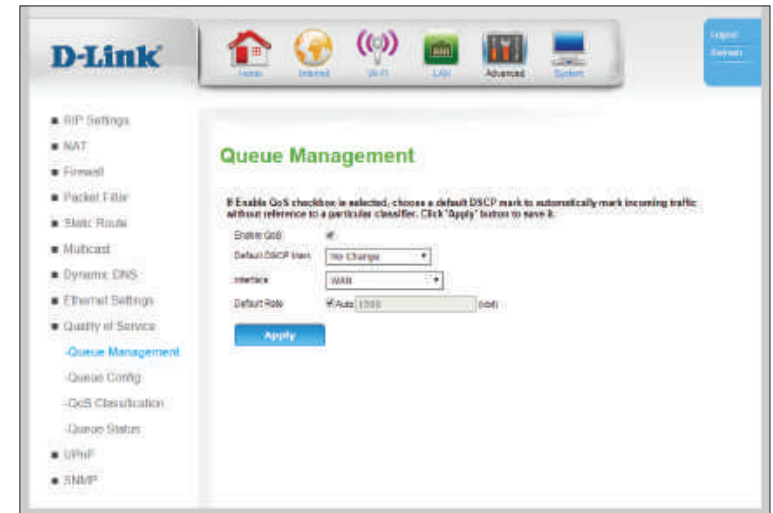 D-Link
Home Internet Wi-Fi LAN Advanced System
Logout
Refresh
RIP Settings
NAT
Firewall
Packet Filter
Static Route
Multicast
Dynamic DNS
Ethernet Settings
Quality of Service
-Queue Management
-Queue Config
-QoS Classification
-Queue Status
UPnP
SNMP
Queue Management
If Enable QoS checkbox is selected, choose a default DSCP mark to automatically mark incoming traffic
without reference to a particular classifier. Click 'Apply' button to save it.
Enable QoS
Default DSCP Mark No Change
Interface WAN
Default Rate Auto (kbit)
Apply